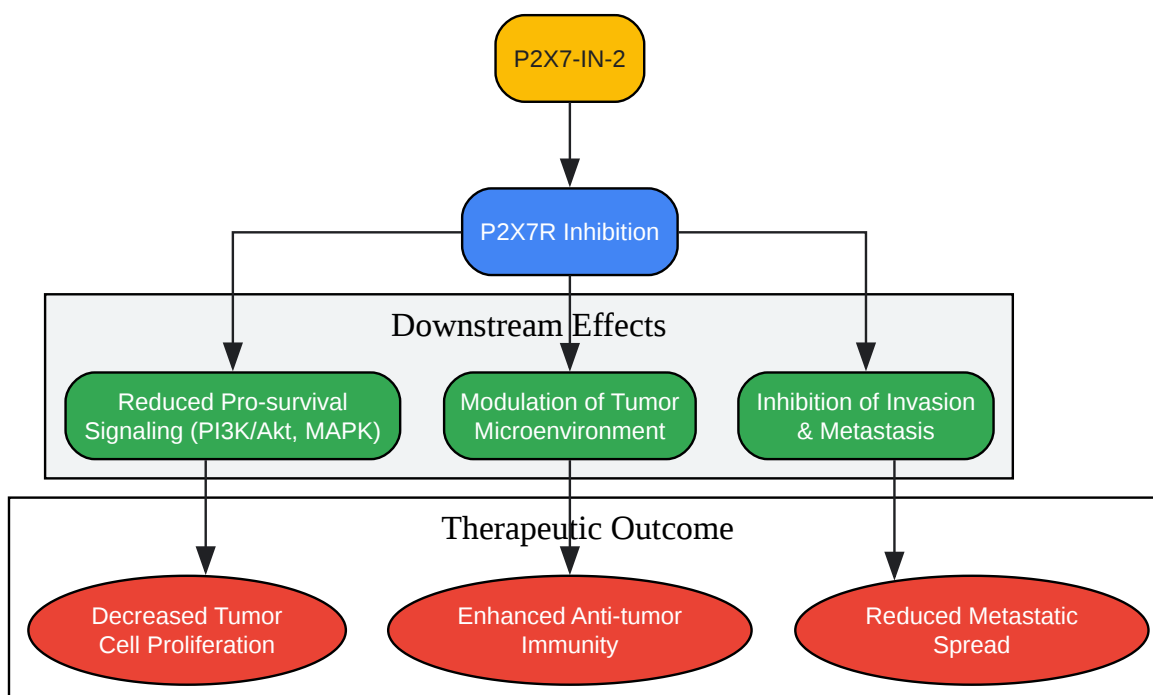 P2X7-IN-2
P2X7R Inhibition
Downstream Effects
Reduced Pro-survival
Signaling (PI3K/Akt, MAPK)
Modulation of Tumor
Microenvironment
Inhibition of Invasion
& Metastasis
Therapeutic Outcome
Decreased Tumor
Cell Proliferation
Enhanced Anti-tumor
Immunity
Reduced Metastatic
Spread